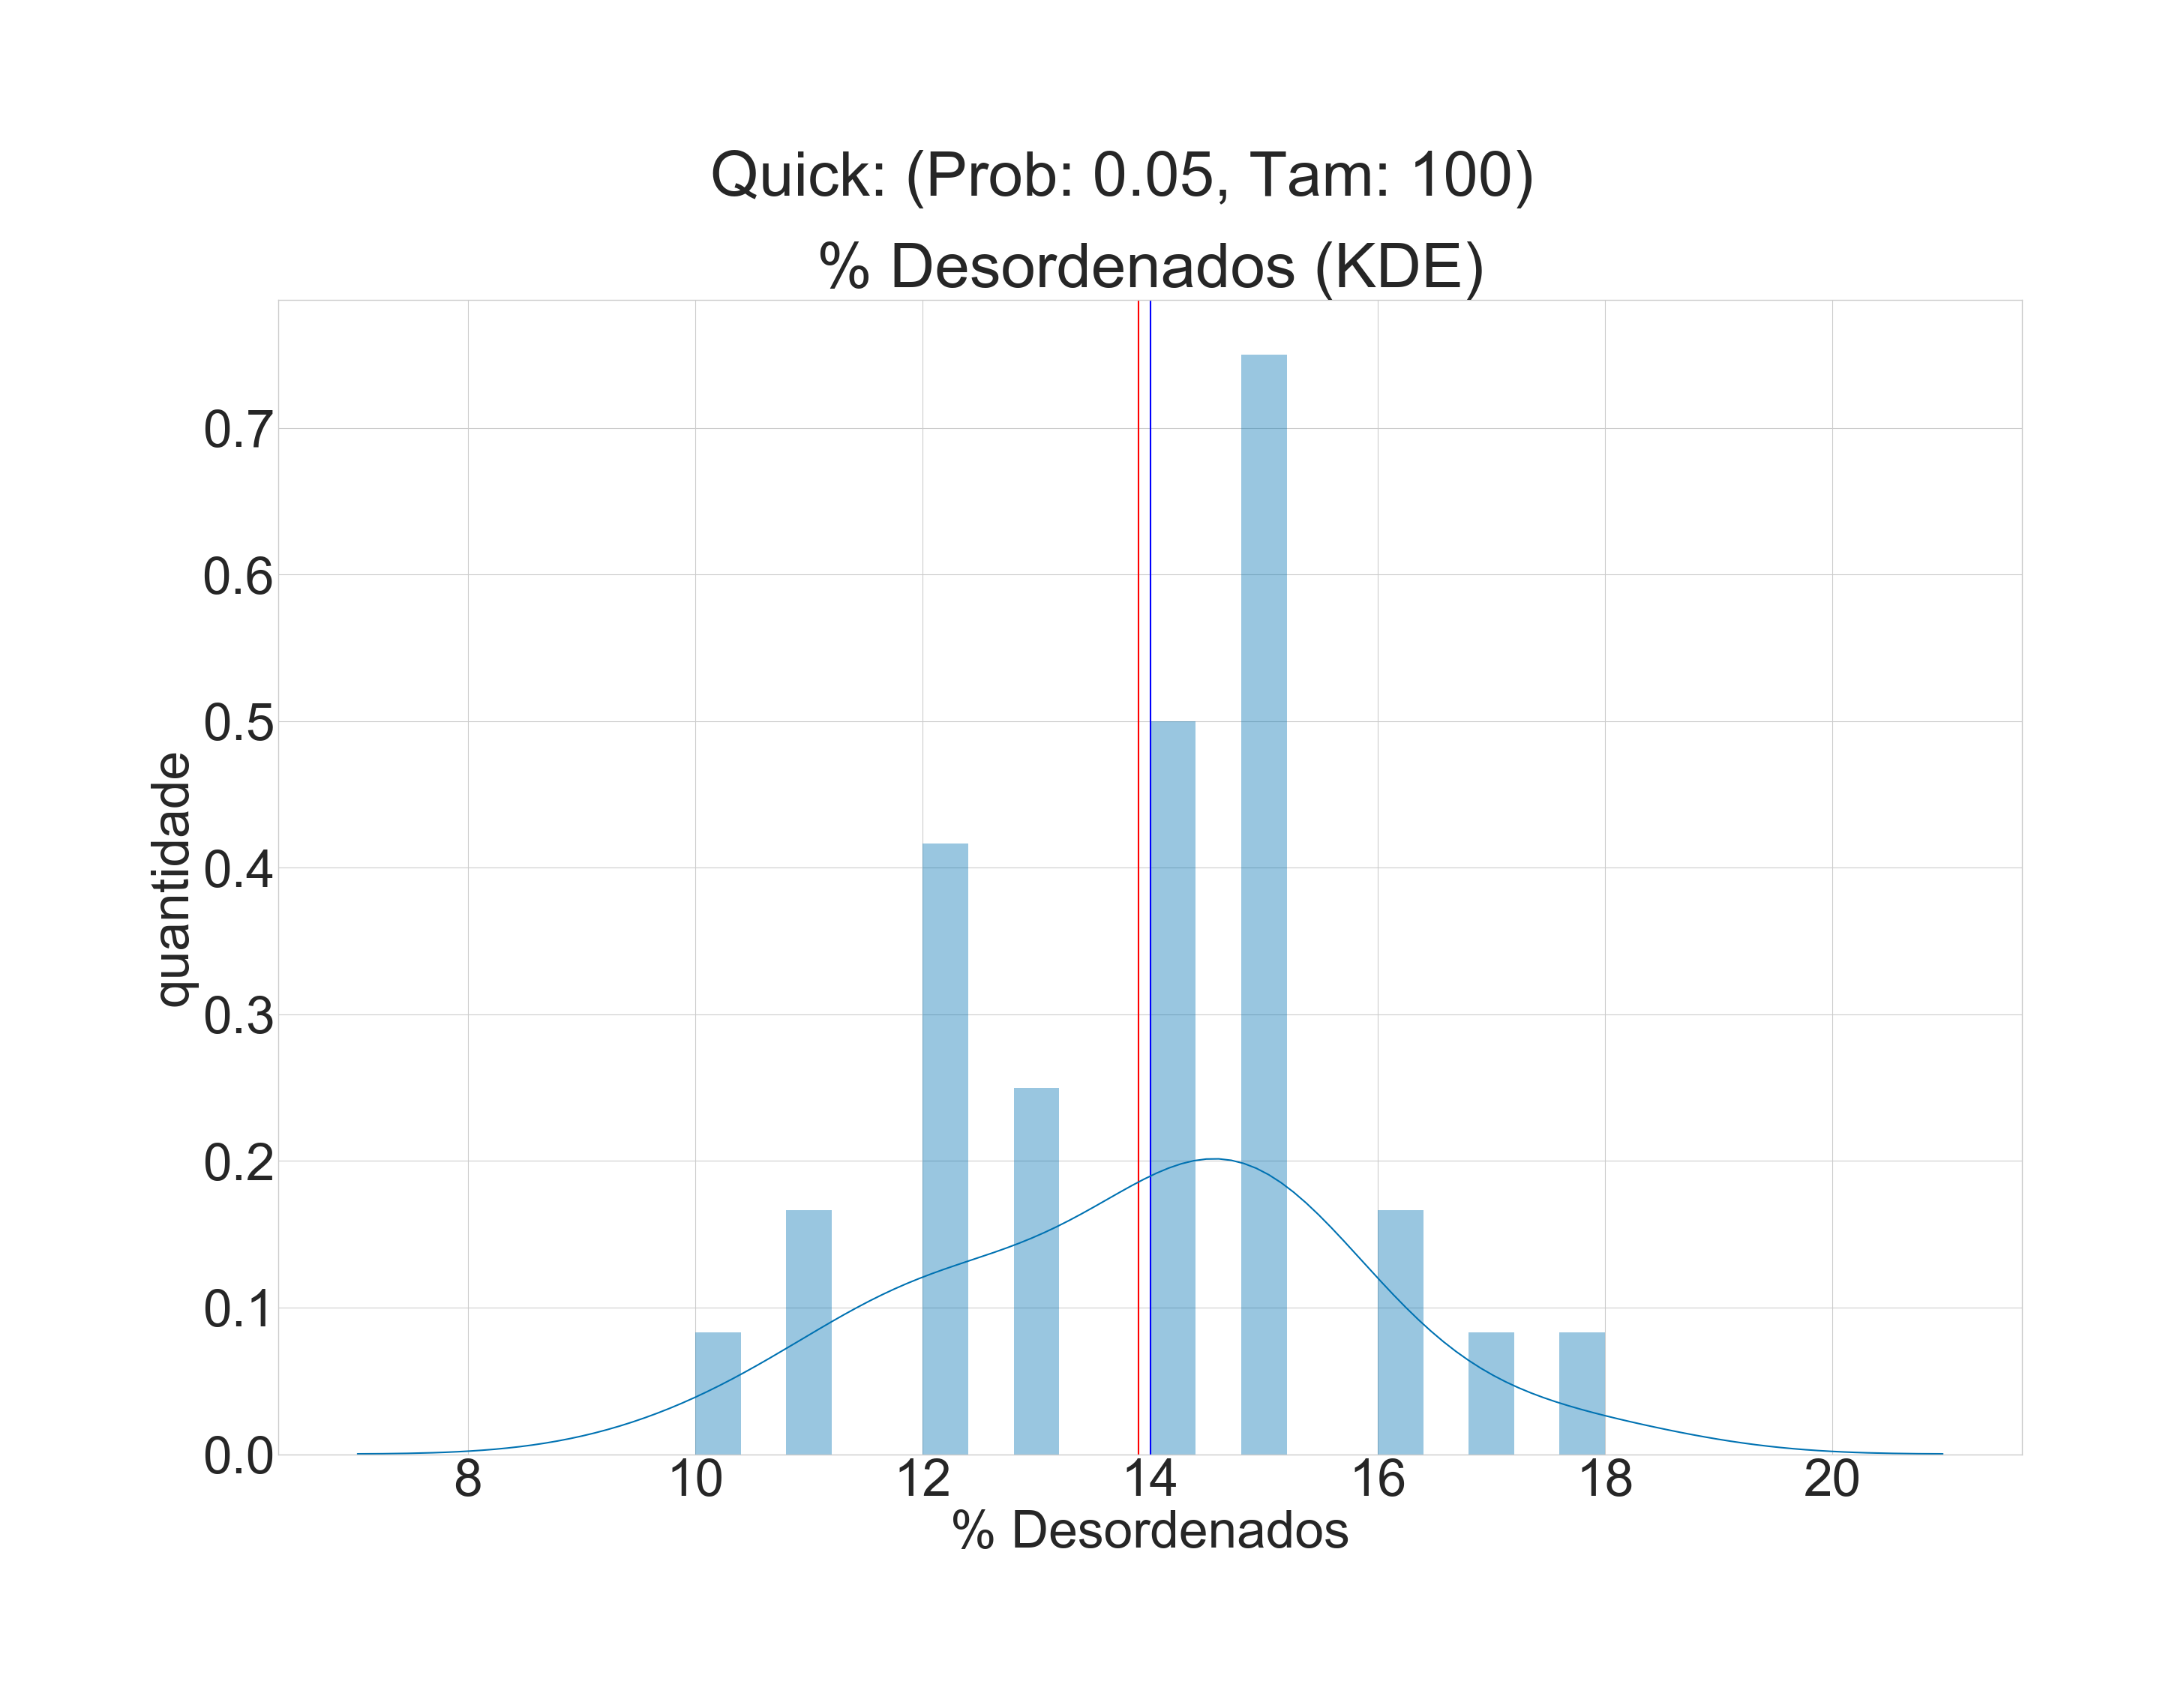 Quick: (Prob: 0.05, Tam: 100)
% Desordenados (KDE)
quantidade
0.7
0.6
0.5
0.4
0.3
0.2
0.1
0.0
8 10 12 14 16 18 20
% Desordenados